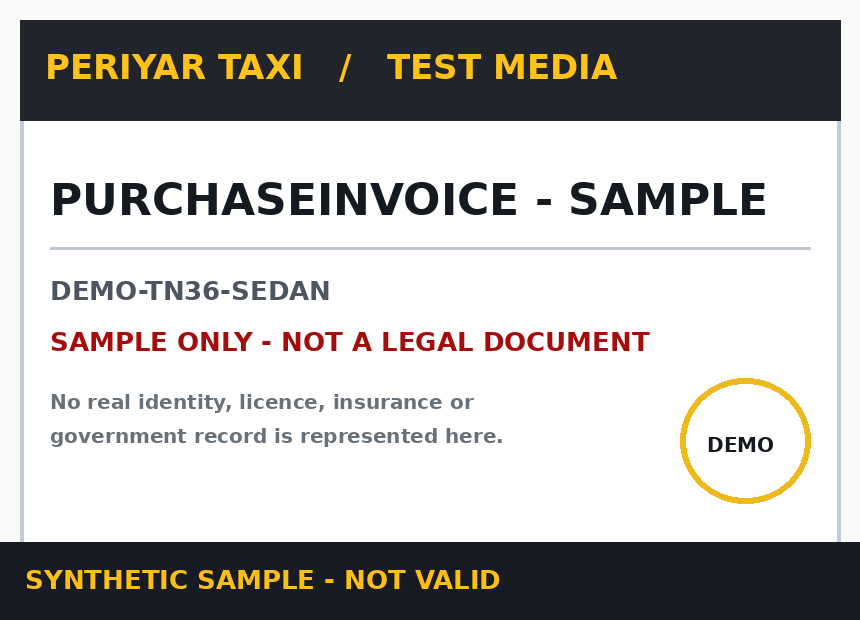 PERIYAR TAXI / TEST MEDIA
PURCHASEINVOICE - SAMPLE
DEMO-TN36-SEDAN
SAMPLE ONLY - NOT A LEGAL DOCUMENT
No real identity, licence, insurance or
government record is represented here.
DEMO
SYNTHETIC SAMPLE - NOT VALID